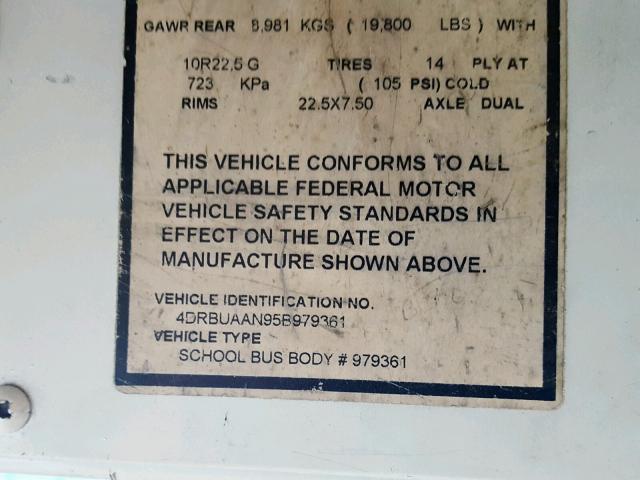 GAWR REAR 8,981 KGS ( 19,800 LBS ) WITH
10R22.5 G TIRES 14 PLY AT
723 KPa ( 105 PSI) COLD
RIMS 22.5X7.50 AXLE DUAL
THIS VEHICLE CONFORMS TO ALL
APPLICABLE FEDERAL MOTOR
VEHICLE SAFETY STANDARDS IN
EFFECT ON THE DATE OF
MANUFACTURE SHOWN ABOVE.
VEHICLE IDENTIFICATION NO.
4DRBUAAN95B979361
VEHICLE TYPE
SCHOOL BUS BODY # 979361